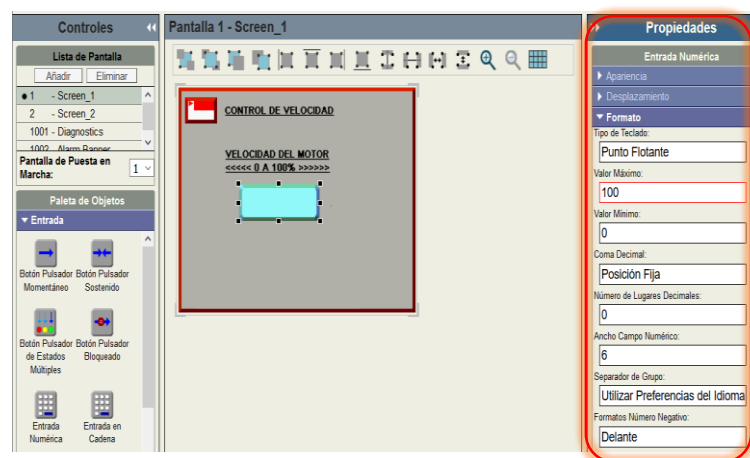 Controles
Lista de Pantalla
Añadir Eliminar
1 - Screen_1
2 - Screen_2
1001 - Diagnostics
1002 Alarm Banner
Pantalla de Puesta en
Marcha: 1
Paleta de Objetos
Entrada
Botón Pulsador Botón Pulsador
Momentáneo Sostenido
Botón Pulsador Botón Pulsador
de Estados Bloqueado
Múltiples
Entrada Entrada en
Numérica Cadena
Pantalla 1 - Screen_1
CONTROL DE VELOCIDAD
VELOCIDAD DEL MOTOR
<<<<< 0 A 100% >>>>>>
Propiedades
Entrada Numérica
Apariencia
Desplazamiento
Formato
Tipo de Teclado:
Punto Flotante
Valor Máximo:
100
Valor Mínimo:
0
Coma Decimal:
Posición Fija
Número de Lugares Decimales:
0
Ancho Campo Numérico:
6
Separador de Grupo:
Utilizar Preferencias del Idioma
Formatos Número Negativo:
Delante